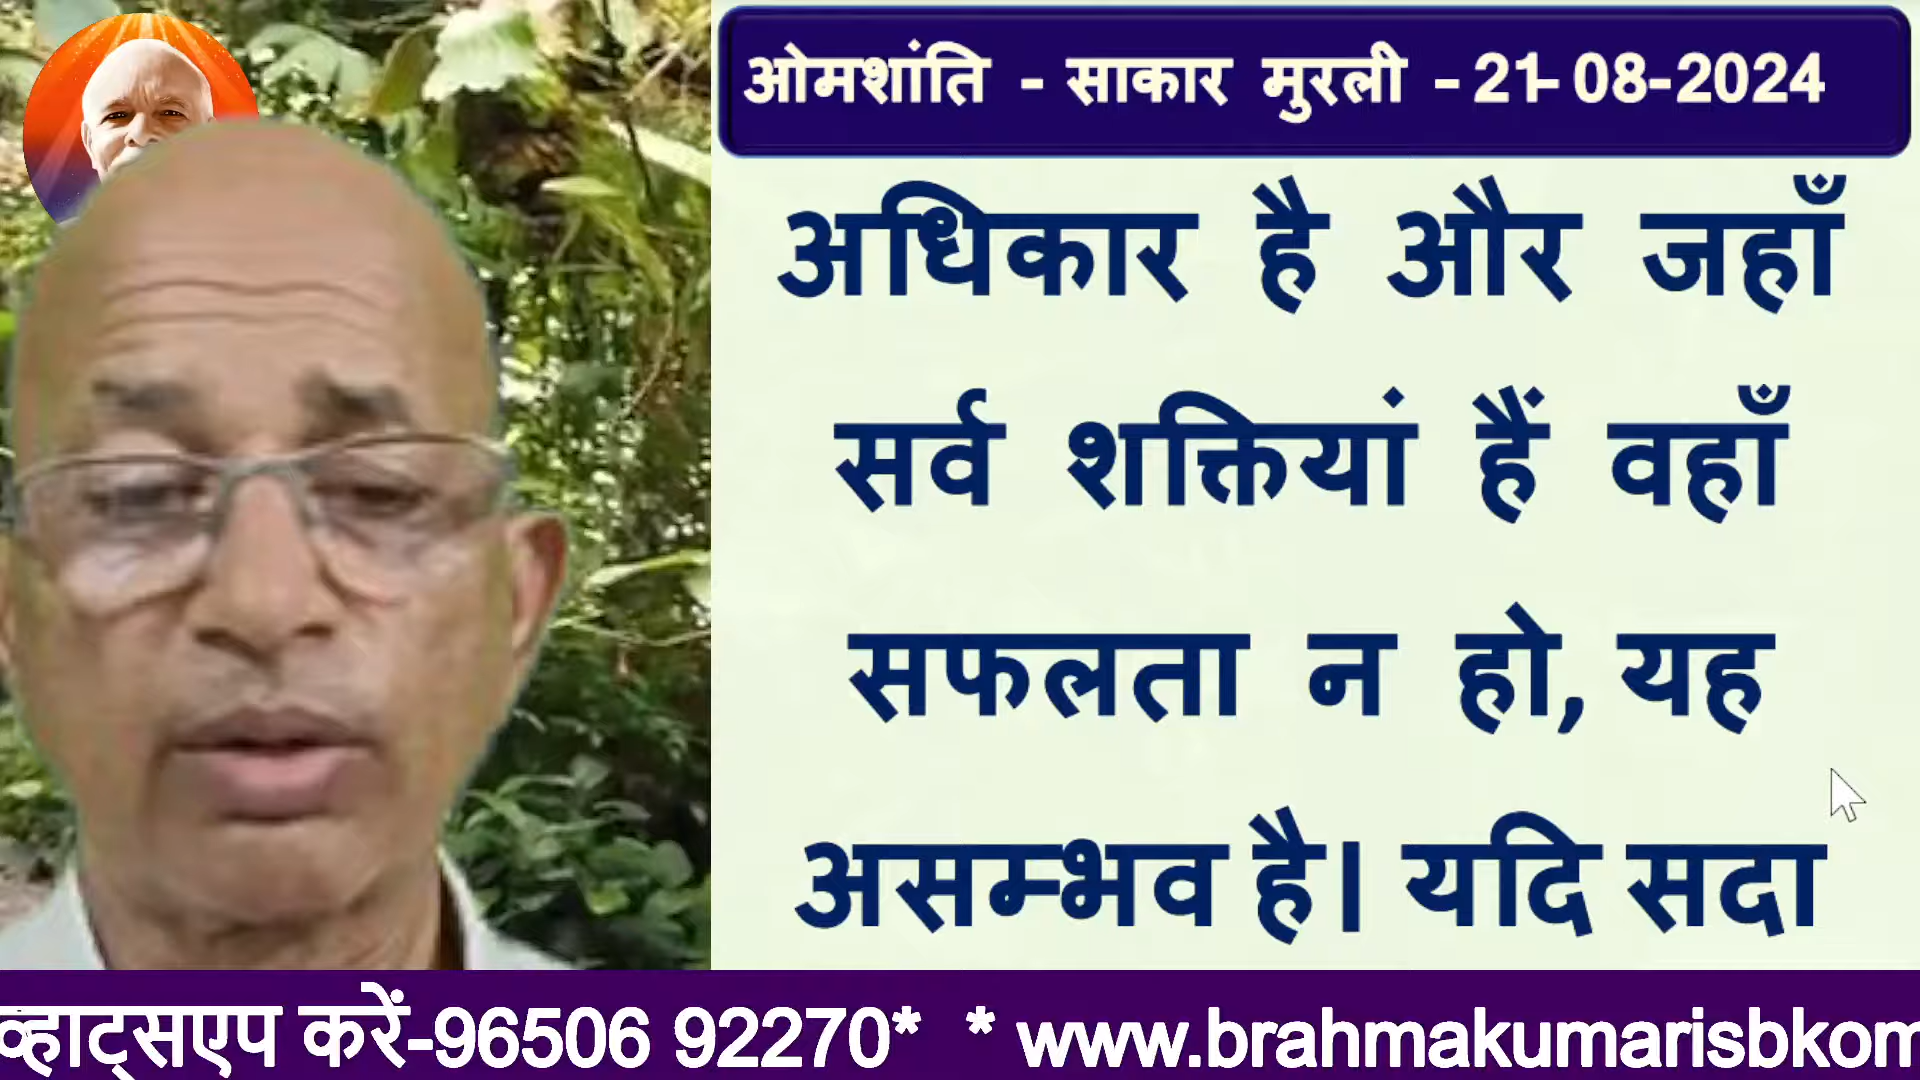 ओमशांति - साकार मुरली - 21-08-2024
अधिकार है और जहाँ
सर्व शक्तियां हैं वहाँ
सफलता न हो, यह
असम्भव है। यदि सदा
व्हाट्सएप करें-96506 92270* * www.brahmakumarisbkom